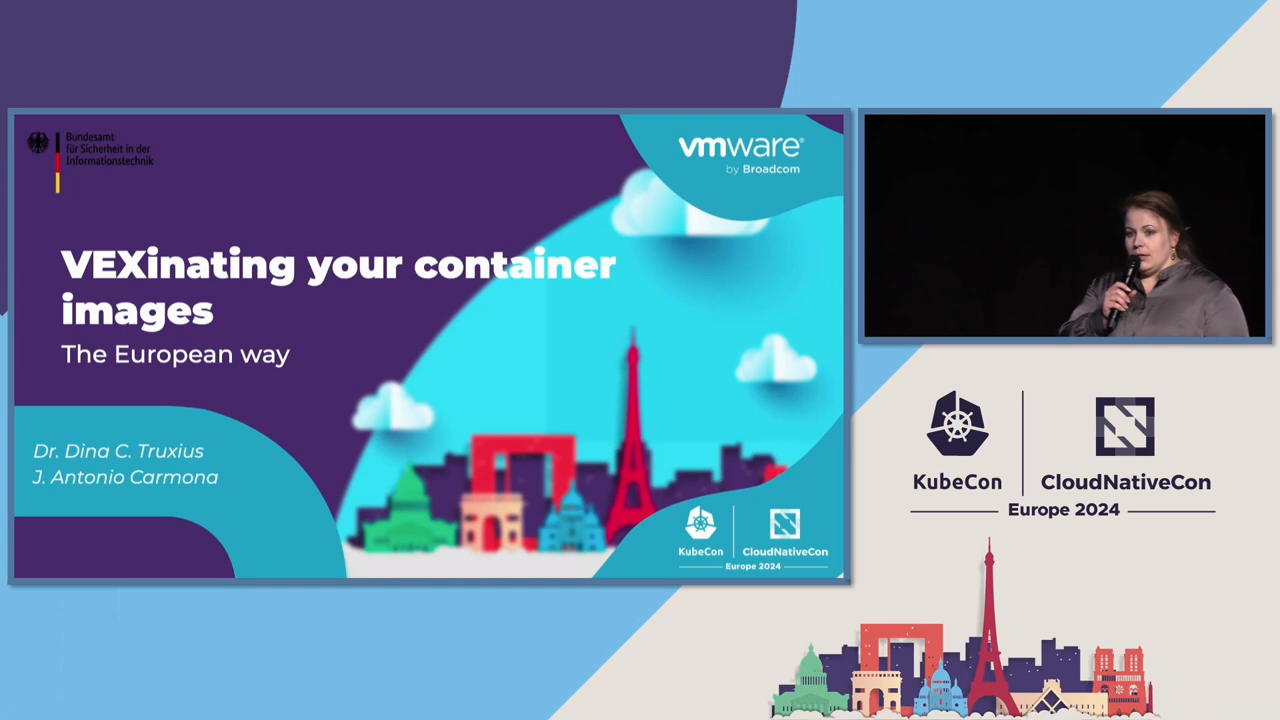 Bundesamt
für Sicherheit in der
Informationstechnik
vmware®
by Broadcom
VEXinating your container
images
The European way
Dr. Dina C. Truxius
J. Antonio Carmona
KubeCon
CloudNativeCon
Europe 2024
KubeCon
CloudNativeCon
Europe 2024